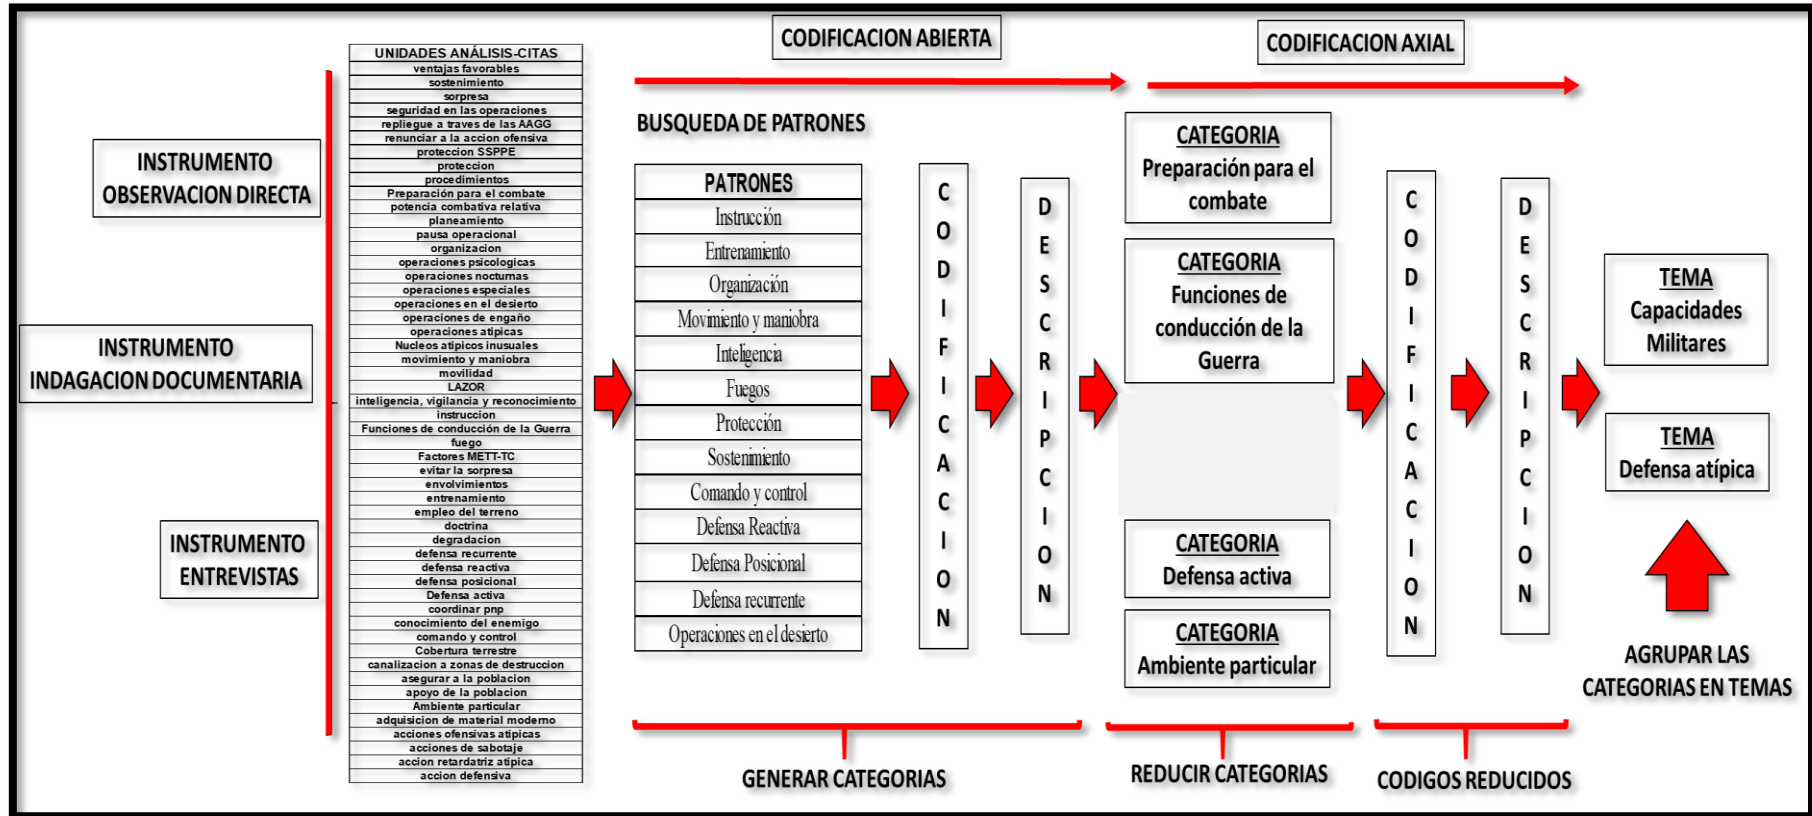 CODIFICACION ABIERTA
CODIFICACION AXIAL
INSTRUMENTO
OBSERVACION DIRECTA
INSTRUMENTO
INDAGACION DOCUMENTARIA
INSTRUMENTO
ENTREVISTAS
UNIDADES ANÁLISIS-CITAS
ventajas favorables
sostenimiento
sorpresa
seguridad en las operaciones
repliegue a traves de las AAGG
renunciar a la accion ofensiva
proteccion SSPPE
proteccion
procedimientos
Preparación para el combate
potencia combativa relativa
planeamiento
pausa operacional
organizacion
operaciones psicologicas
operaciones nocturnas
operaciones especiales
operaciones en el desierto
operaciones de engaño
operaciones atipicas
Nucleos atipicos inusuales
movimiento y maniobra
movilidad
LAZOR
inteligencia, vigilancia y reconocimiento
instruccion
Funciones de conducción de la Guerra
fuego
Factores METT-TC
evitar la sorpresa
envolvimientos
entrenamiento
empleo del terreno
doctrina
degradacion
defensa recurrente
defensa reactiva
defensa posicional
Defensa activa
coordinar pnp
conocimiento del enemigo
comando y control
Cobertura terrestre
canalizacion a zonas de destruccion
asegurar a la poblacion
apoyo de la poblacion
Ambiente particular
adquisicion de material moderno
acciones ofensivas atipicas
acciones de sabotaje
accion retardatriz atipica
accion defensiva
BUSQUEDA DE PATRONES
PATRONES
Instrucción
Entrenamiento
Organización
Movimiento y maniobra
Inteligencia
Fuegos
Protección
Sostenimiento
Comando y control
Defensa Reactiva
Defensa Posicional
Defensa recurrente
Operaciones en el desierto
CODIFICACION
DESCRIPCION
CATEGORIA
Preparación para el
combate
CATEGORIA
Funciones de
conducción de la
Guerra
CATEGORIA
Defensa activa
CATEGORIA
Ambiente particular
CODIFICACION
DESCRIPCION
TEMA
Capacidades
Militares
TEMA
Defensa atípica
AGRUPAR LAS
CATEGORIAS EN TEMAS
GENERAR CATEGORIAS
REDUCIR CATEGORIAS
CODIGOS REDUCIDOS